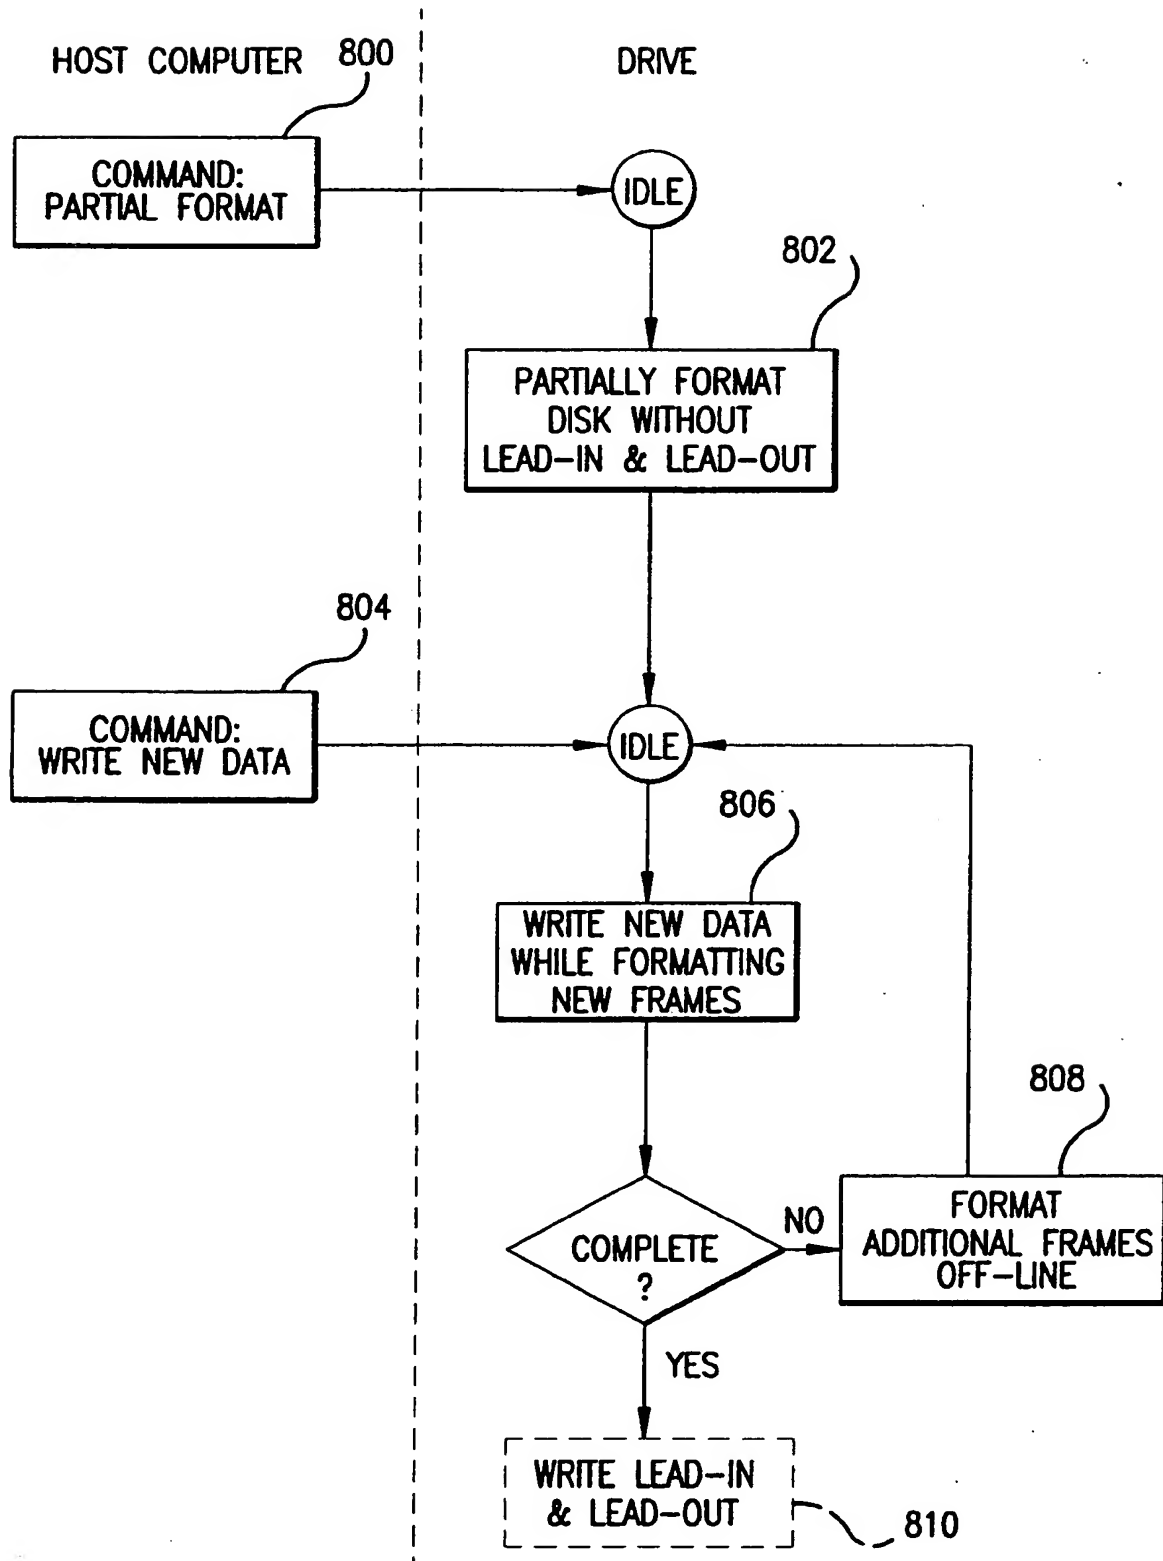 HOST COMPUTER
800
DRIVE
COMMAND:
PARTIAL FORMAT
IDLE
802
PARTIALLY FORMAT
DISK WITHOUT
LEAD-IN & LEAD-OUT
804
COMMAND:
WRITE NEW DATA
IDLE
806
WRITE NEW DATA
WHILE FORMATTING
NEW FRAMES
808
COMPLETE
?
NO
FORMAT
ADDITIONAL FRAMES
OFF-LINE
YES
WRITE LEAD-IN
& LEAD-OUT
810